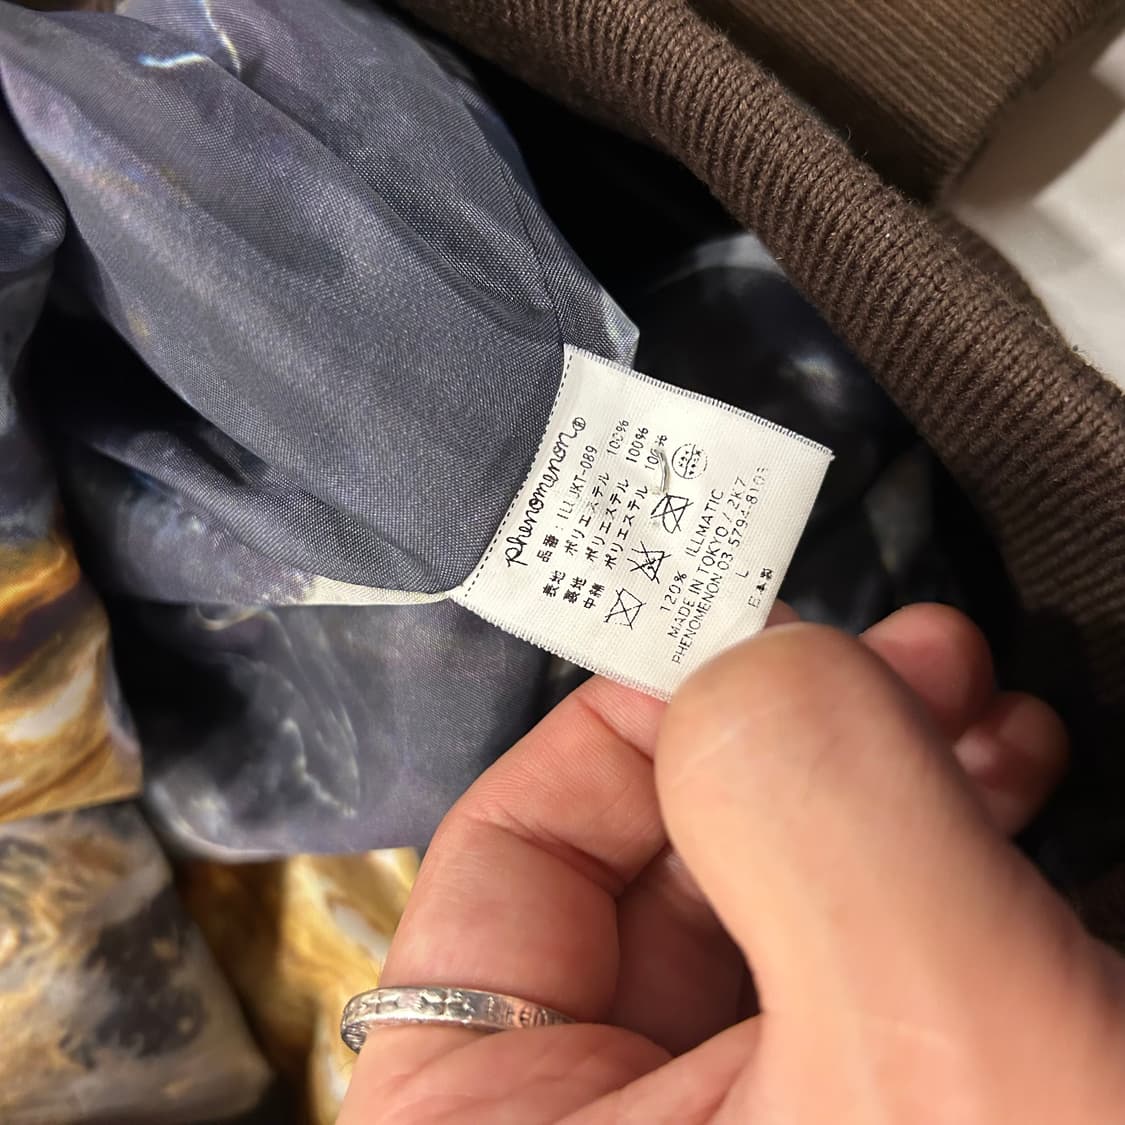 phenomenon®
品番：ILLJKT-089
表地 ポリエステル 100%
裏地 ポリエステル 100%
中綿 ポリエステル 100%
120% ILLMATIC
MADE IN TOKYO / 2K7
PHENOMENON 03-5794-8103
L
日本製